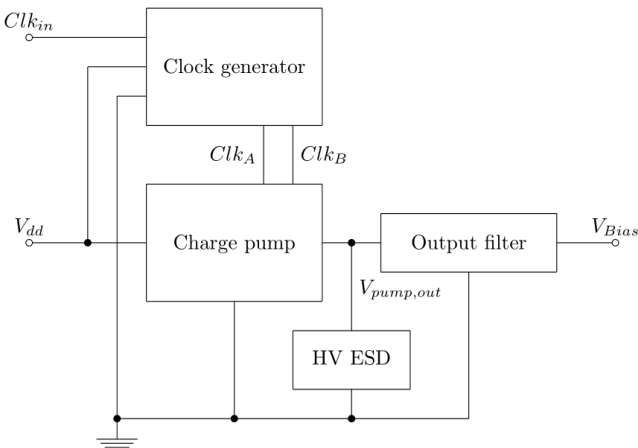 Clk_in
Clock generator
Clk_A Clk_B
V_dd
Charge pump
Output filter
V_Bias
V_pump,out
HV ESD